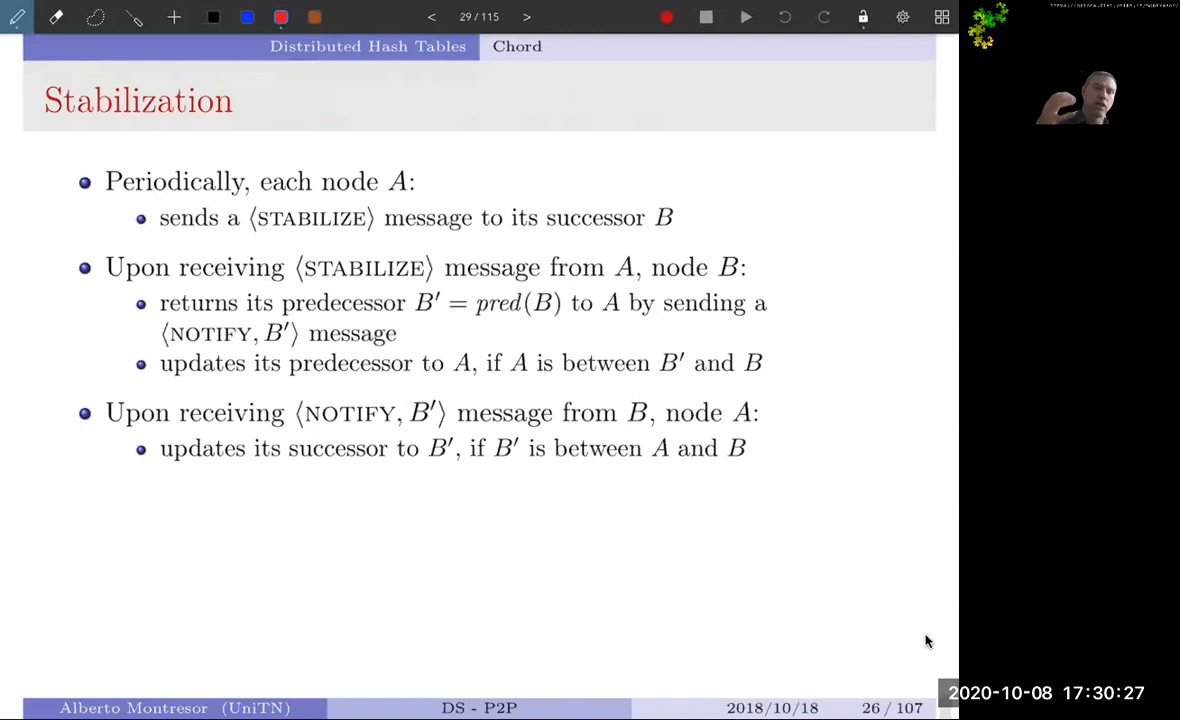 < 29 / 115 >
Distributed Hash Tables Chord
Stabilization
Periodically, each node A:
sends a ⟨STABILIZE⟩ message to its successor B
Upon receiving ⟨STABILIZE⟩ message from A, node B:
returns its predecessor B′ = pred(B) to A by sending a
⟨NOTIFY, B′⟩ message
updates its predecessor to A, if A is between B′ and B
Upon receiving ⟨NOTIFY, B′⟩ message from B, node A:
updates its successor to B′, if B′ is between A and B
Alberto Montresor (UniTN) DS - P2P 2018/10/18 26 / 107
2020-10-08 17:30:27